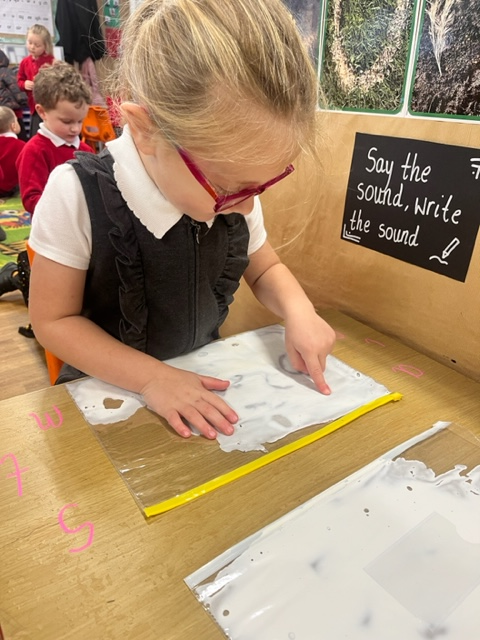 Say the
sound, write
the sound
m
t
s